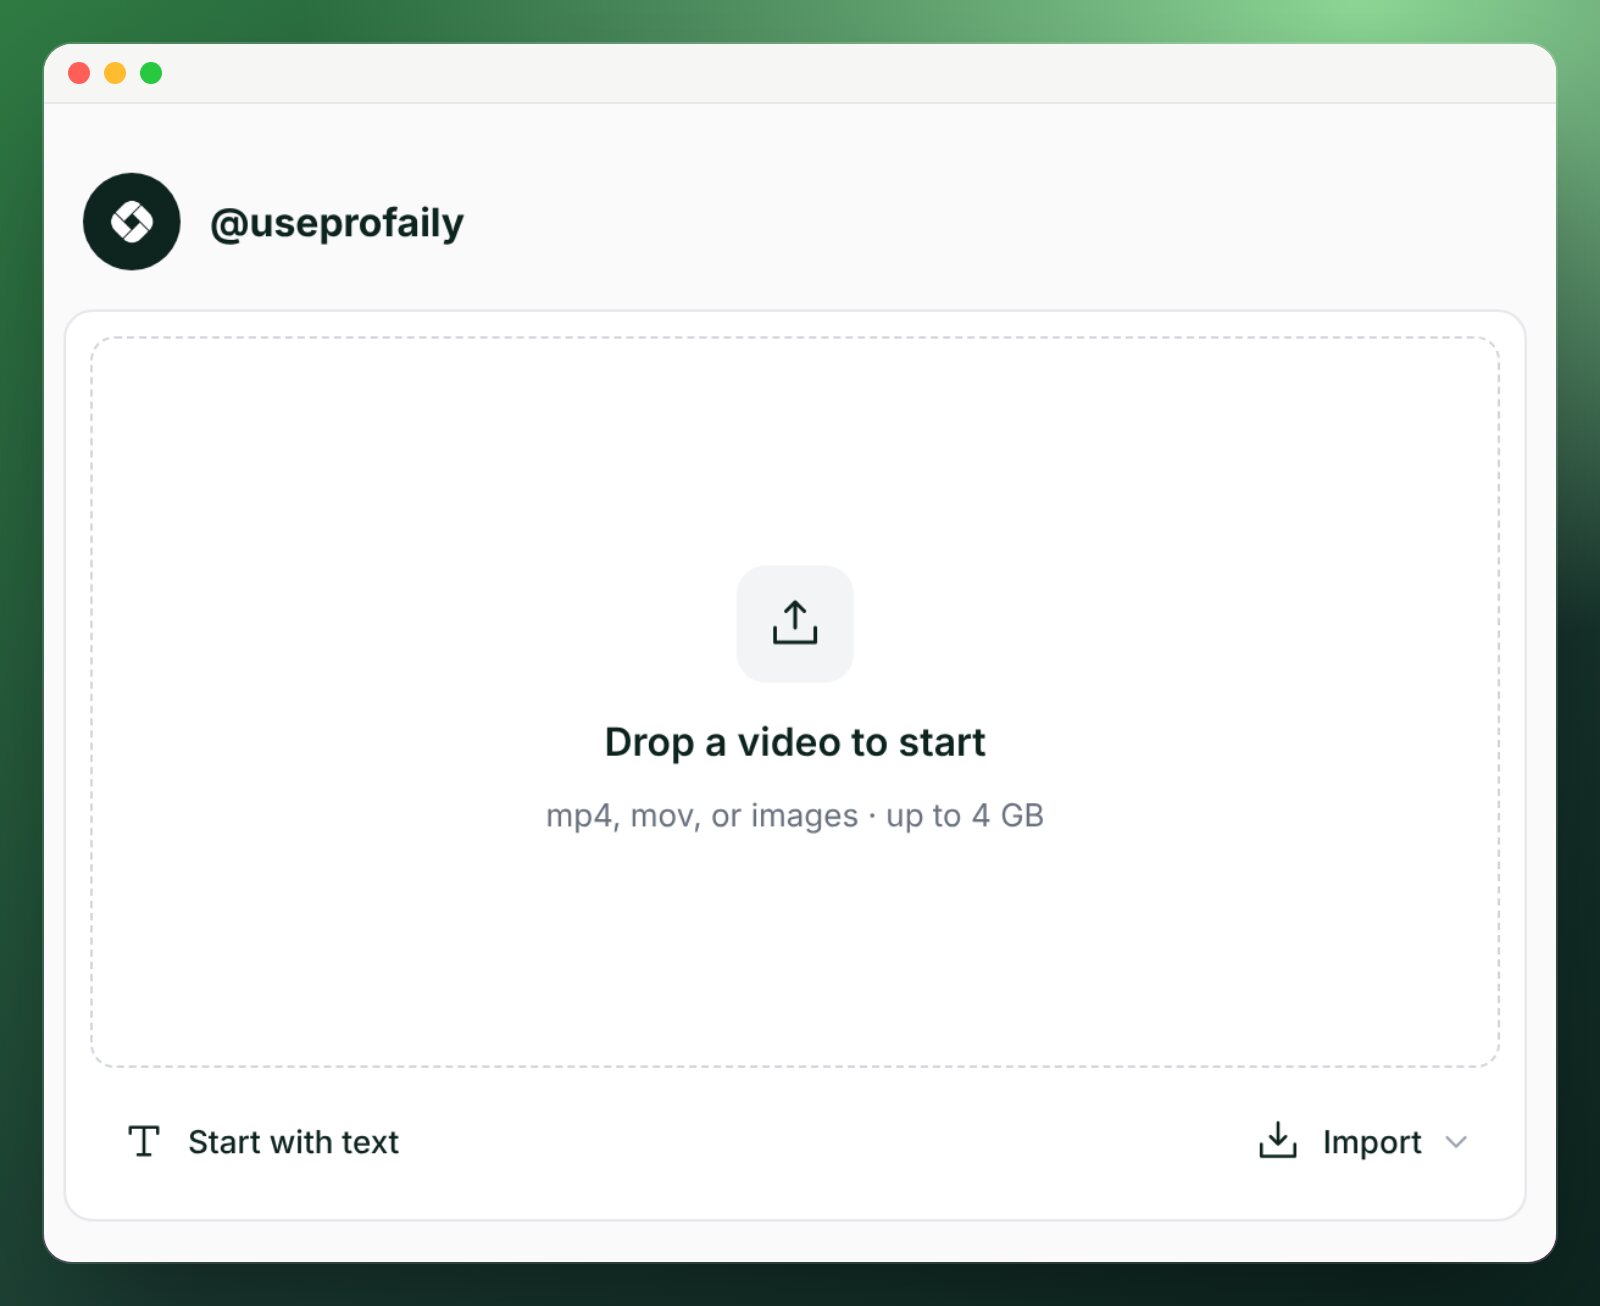 @useprofaily
Drop a video to start
mp4, mov, or images · up to 4 GB
Start with text
Import